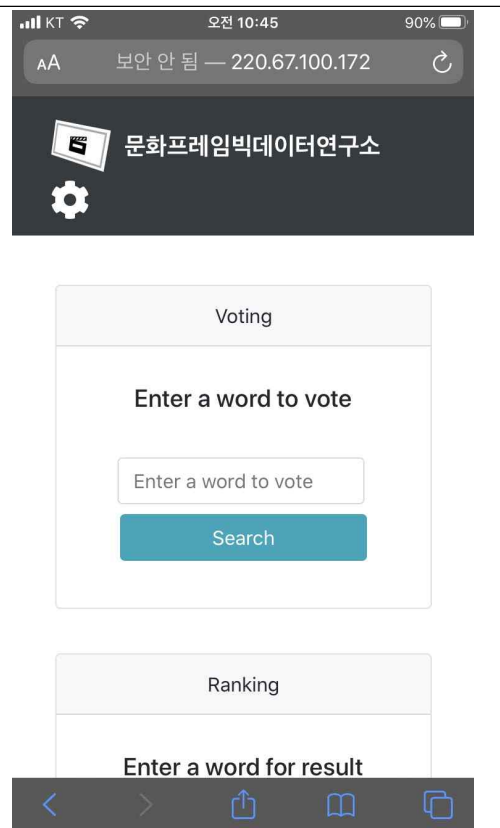 KT 오전 10:45 90%
AA 보안 안 됨 — 220.67.100.172
문화프레임빅데이터연구소
Voting
Enter a word to vote
Enter a word to vote
Search
Ranking
Enter a word for result